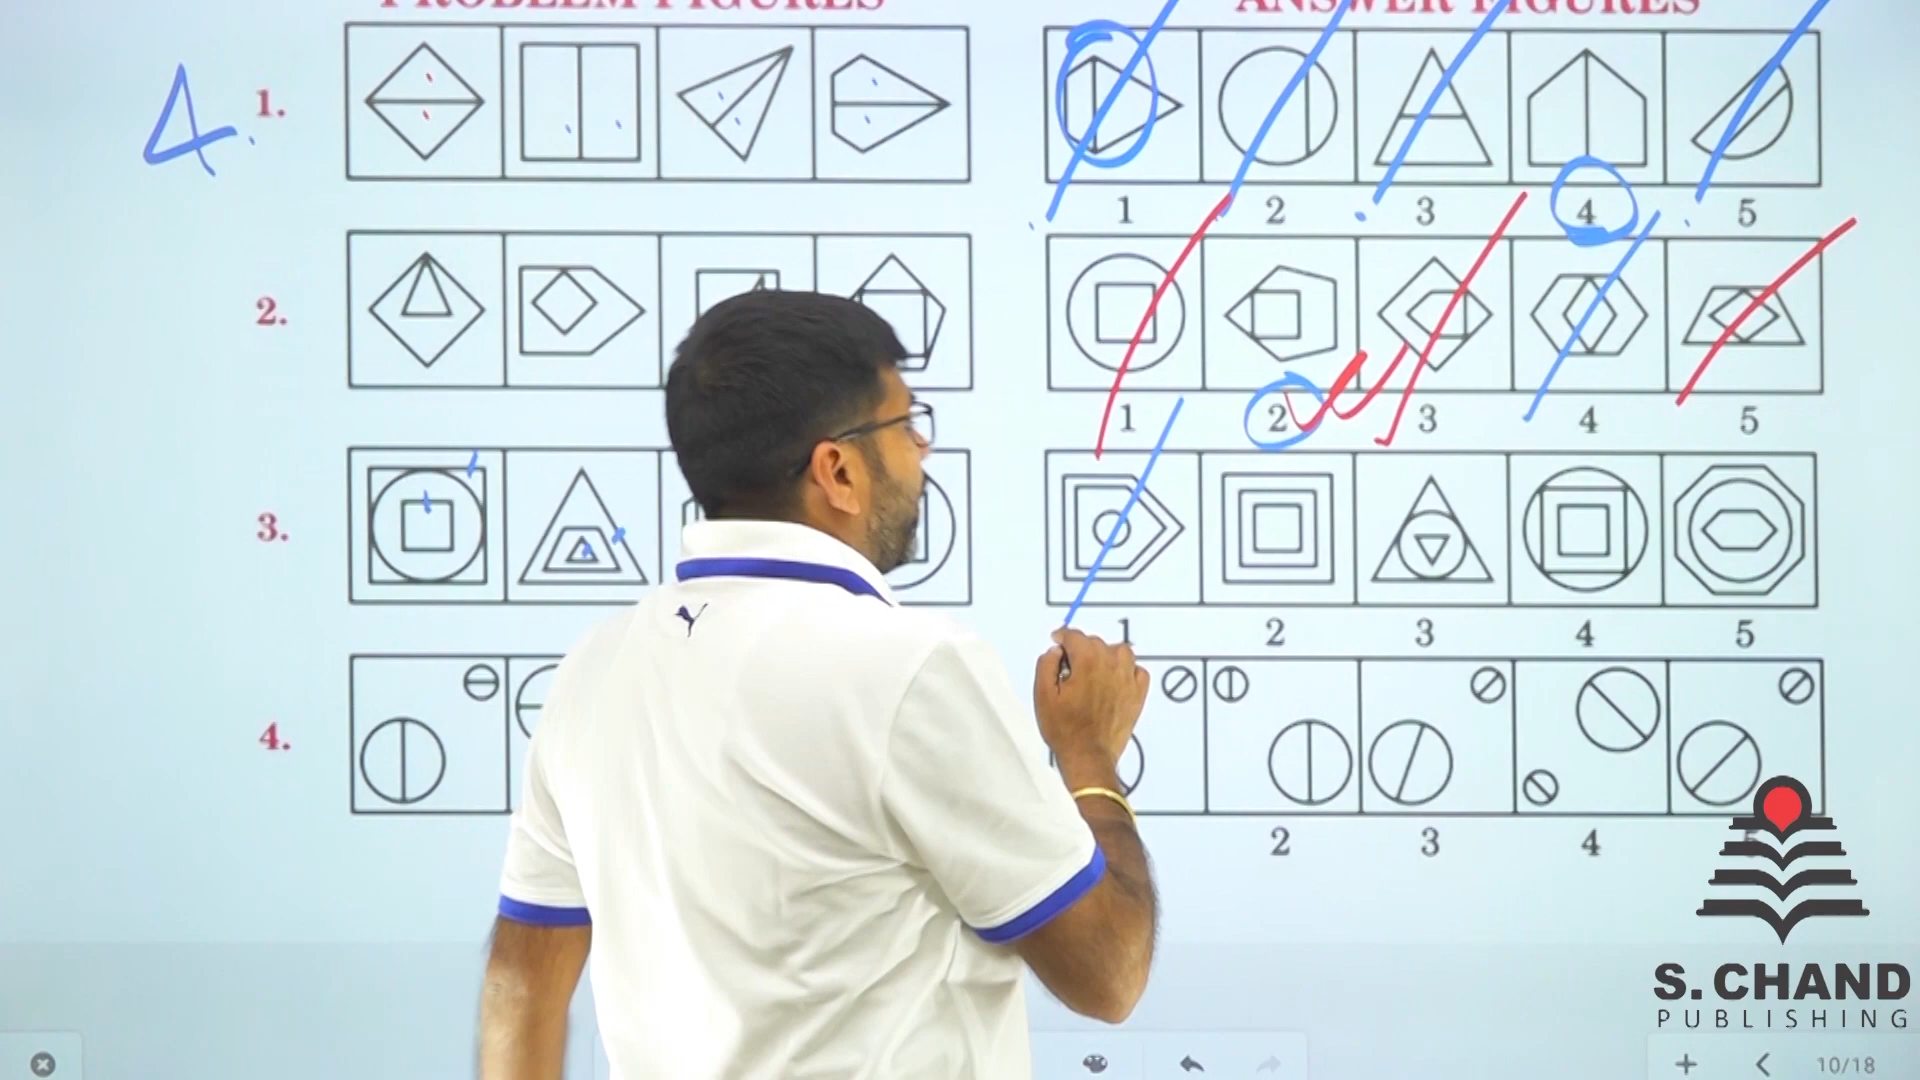 PROBLEM FIGURES
ANSWER FIGURES
4.
1.
1 2 3 4 5
2.
1 2 3 4 5
3.
1 2 3 4 5
4.
2 3 4 5
S. CHAND
PUBLISHING
10/18